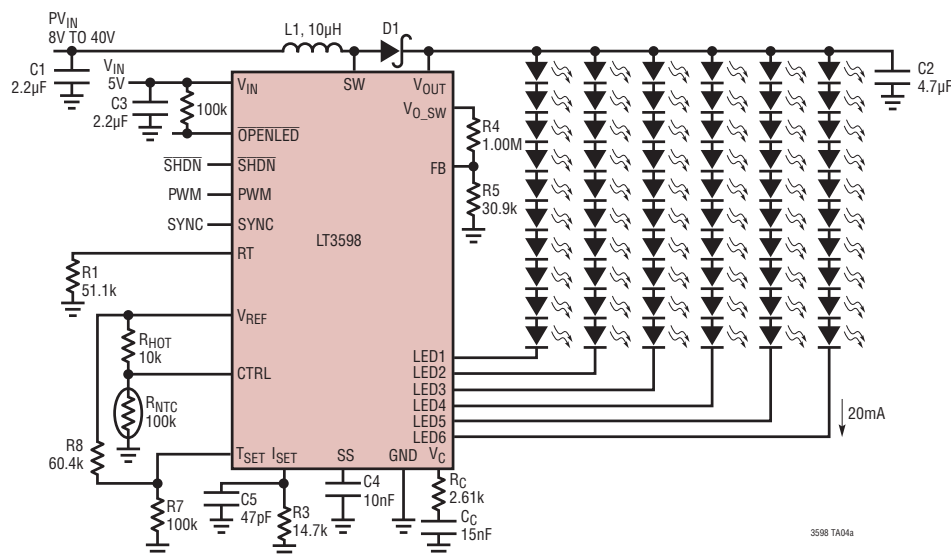 PVIN
8V TO 40V
L1, 10µH
D1
C1
2.2µF
VIN
5V
C3
2.2µF
100k
VIN
SW
VOUT
VO_SW
C2
4.7µF
OPENLED
R4
1.00M
SHDN
SHDN
FB
PWM
PWM
R5
30.9k
SYNC
SYNC
LT3598
RT
R1
51.1k
VREF
RHOT
10k
CTRL
RNTC
100k
LED1
LED2
LED3
LED4
LED5
LED6
20mA
R8
60.4k
TSET
ISET
SS
GND
VC
R7
100k
C5
47pF
R3
14.7k
C4
10nF
RC
2.61k
CC
15nF
3598 TA04a